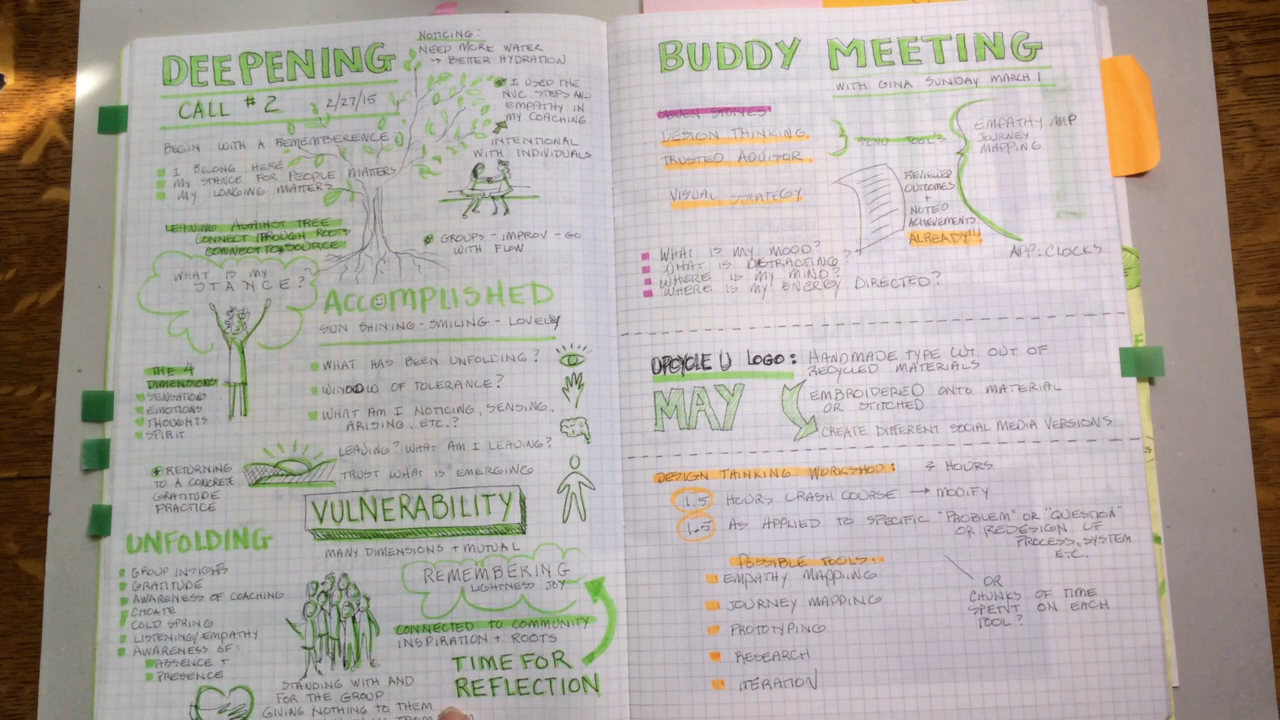 DEEPENING
CALL #2 2/27/15
NOTICING:
NEED MORE WATER
→ BETTER HYDRATION
I USED THE
NVC STEPS AN
EMPATHY IN
MY COACHING
INTENTIONAL
WITH INDIVIDUALS
BEGIN WITH A REMEMBERENCE:
I BELONG HERE
MY STANCE FOR PEOPLE MATTERS
MY LONGING MATTERS
LEANING AGAINST TREE
CONNECT THROUGH ROOTS
CONNECT TO SOURCE
GROUPS - IMPROV - GO
WITH FLOW
WHAT IS MY
STANCE?
ACCOMPLISHED
SUN SHINING - SMILING - LOVELY
WHAT HAS BEEN UNFOLDING?
WINDOW OF TOLERANCE?
WHAT AM I NOTICING, SENSING,
ARISING, ETC.?
THE 4
DIMENSIONS
SENSATIONS
EMOTIONS
THOUGHTS
SPIRIT
LEAVING? WHAT AM I LEAVING?
TRUST WHAT IS EMERGING
RETURNING
TO A CONCRETE
GRATITUDE
PRACTICE
VULNERABILITY
MANY DIMENSIONS + MUTUAL
UNFOLDING
GROUP INSIGHTS
GRATITUDE
AWARENESS OF COACHING
CHOATE
COLD SPRING
LISTENING/EMPATHY
AWARENESS OF:
ABSENCE +
PRESENCE
REMEMBERING
LIGHTNESS JOY
CONNECTED TO COMMUNITY
INSPIRATION + ROOTS
TIME FOR
REFLECTION
STANDING WITH AND
FOR THE GROUP
GIVING NOTHING TO THEM
BUDDY MEETING
WITH GINA SUNDAY MARCH 1
DESIGN THINKING
TRUSTED ADVISOR
VISUAL STRATEGY
SEND TOOLS
EMPATHY MAP
JOURNEY
MAPPING
REVIEWED
OUTCOMES
+
NOTED
ACHIEVEMENTS
ALREADY!!!
APP: CLOCKS
WHAT IS MY MOOD?
WHAT IS DETRACTING?
WHERE IS MY MIND?
WHERE IS MY ENERGY DIRECTED?
UPCYCLE U LOGO: HANDMADE TYPE CUT OUT OF
RECYCLED MATERIALS
MAY
EMBROIDERED ONTO MATERIAL
OR STITCHED
CREATE DIFFERENT SOCIAL MEDIA VERSIONS
DESIGN THINKING WORKSHOP: 3 HOURS
1.5 HOURS CRASH COURSE → MODIFY
1.5 AS APPLIED TO SPECIFIC "PROBLEM" OR "QUESTION"
OR REDESIGN OF
PROCESS, SYSTEM
ETC.
POSSIBLE TOOLS:
EMPATHY MAPPING
JOURNEY MAPPING
PROTOTYPING
RESEARCH
ITERATION
OR
CHUNKS OF TIME
SPENT ON EACH
TOOL?